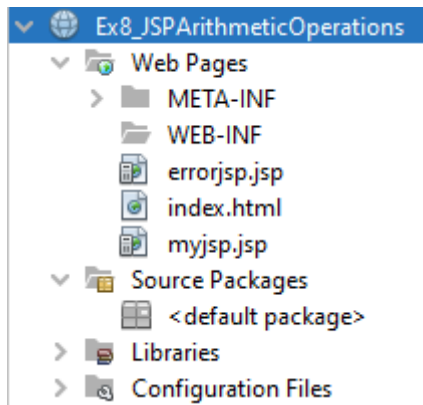 Ex8_JSPArithmeticOperations
Web Pages
META-INF
WEB-INF
errorjsp.jsp
index.html
myjsp.jsp
Source Packages
<default package>
Libraries
Configuration Files